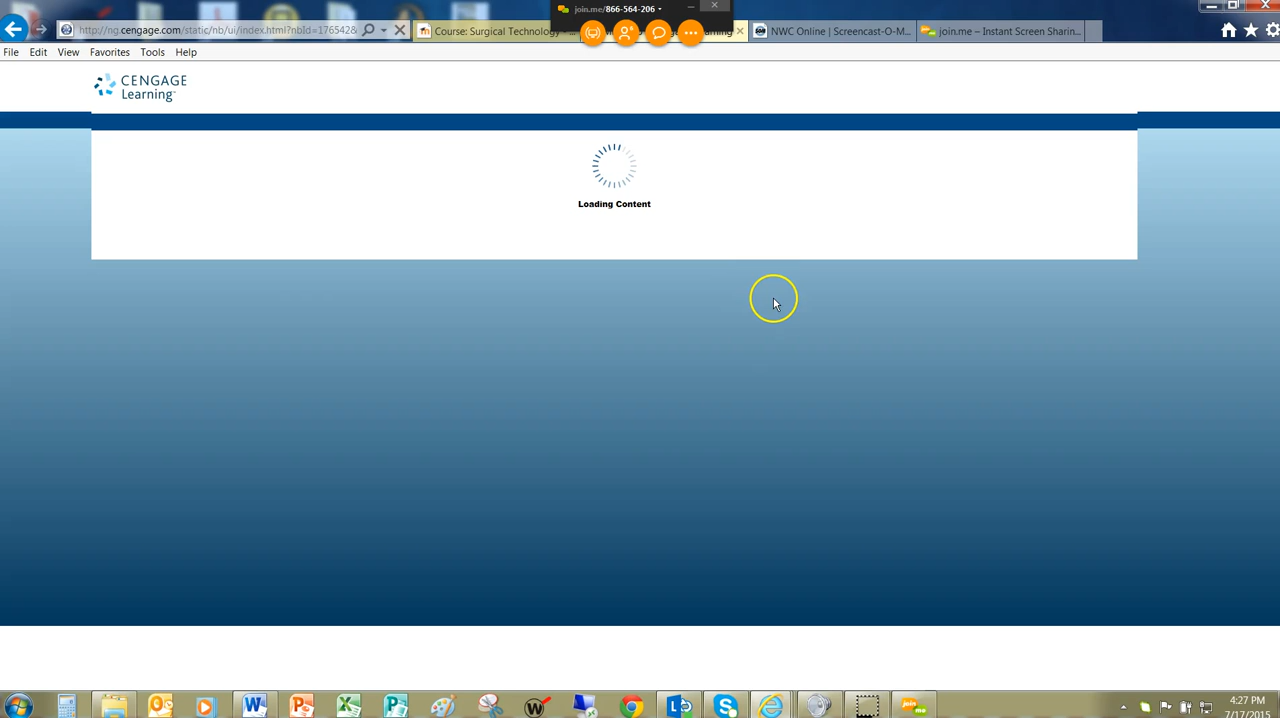 join.me/866-564-206
http://ng.cengage.com/static/nb/ui/index.html?nbId=176542&
Course: Surgical Technology - ...
NWC Online | Screencast-O-M...
join.me – Instant Screen Sharin...
File Edit View Favorites Tools Help
CENGAGE
Learning™
Loading Content
4:27 PM
7/17/2015